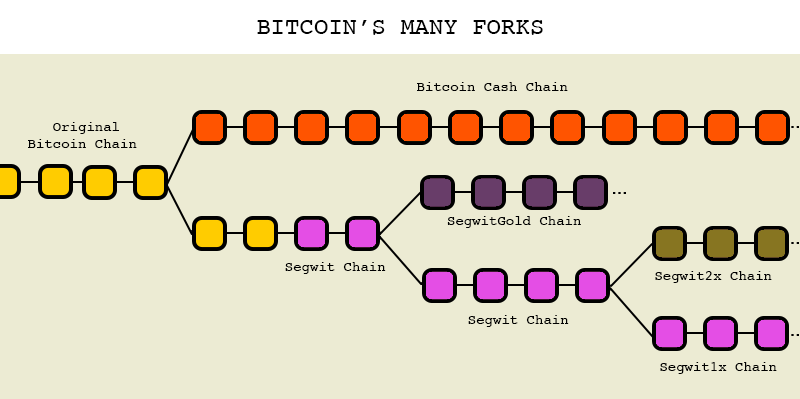 BITCOIN’S MANY FORKS
Bitcoin Cash Chain
Original
Bitcoin Chain
SegwitGold Chain
Segwit Chain
Segwit2x Chain
Segwit Chain
Segwit1x Chain